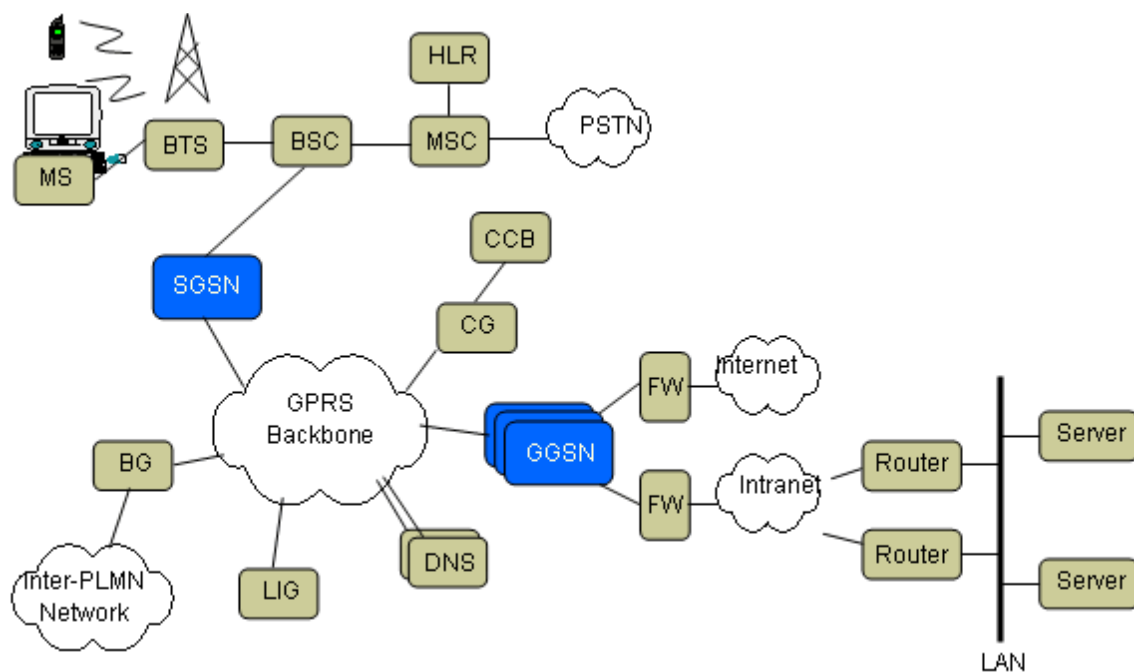 HLR
PSTN
BTS
BSC
MSC
MS
CCB
SGSN
CG
Internet
FW
GPRS
Backbone
Server
GGSN
BG
Router
Intranet
FW
DNS
Router
Inter-PLMN
Network
LIG
Server
LAN